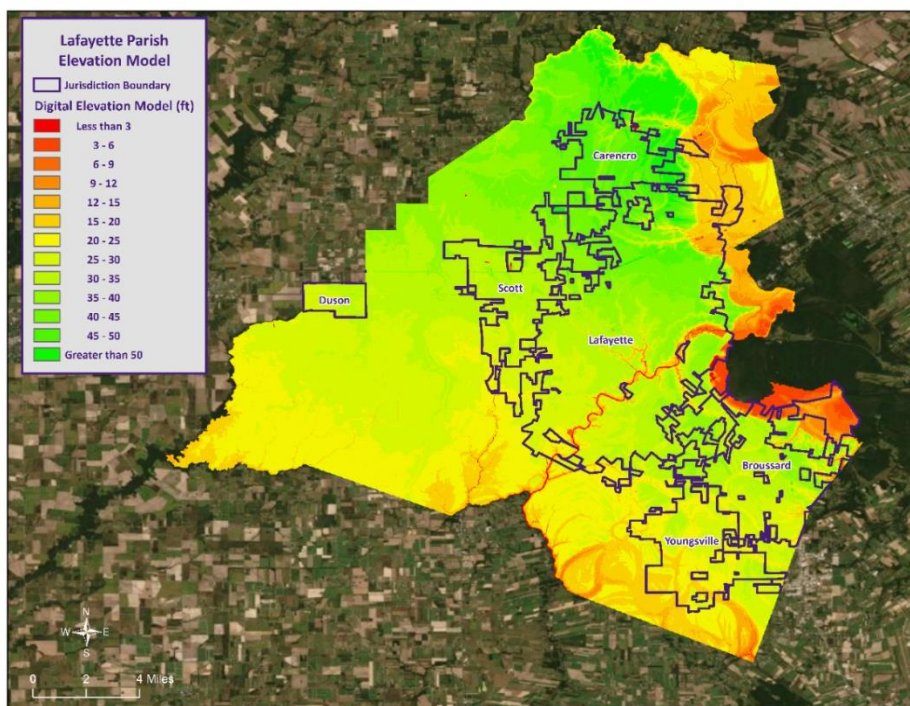 Lafayette Parish
Elevation Model
Jurisdiction Boundary
Digital Elevation Model (ft)
Less than 3
3 - 6
6 - 9
9 - 12
12 - 15
15 - 20
20 - 25
25 - 30
30 - 35
35 - 40
40 - 45
45 - 50
Greater than 50
Carencro
Scott
Duson
Lafayette
Broussard
Youngsville
N
W E
S
0 2 4 Miles